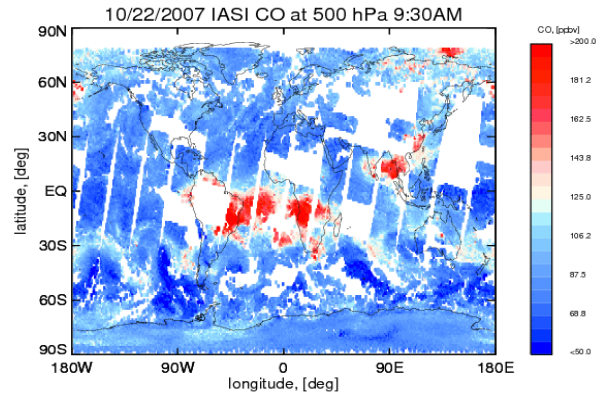 10/22/2007 IASI CO at 500 hPa 9:30AM
CO, [ppbv]
90N
60N
30N
EQ
30S
60S
90S
latitude, [deg]
180W
90W
0
90E
180E
longitude, [deg]
>200.0
181.2
162.5
143.8
125.0
106.2
87.5
68.8
<50.0